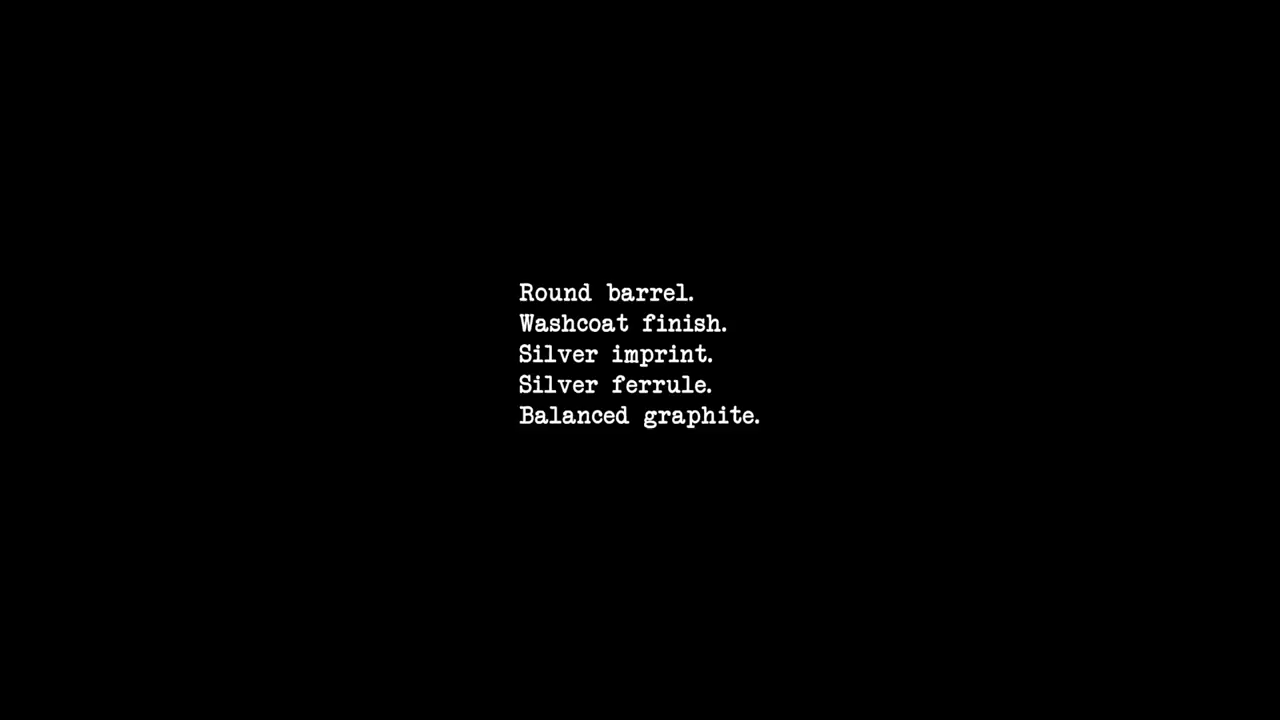 Round barrel.
Washcoat finish.
Silver imprint.
Silver ferrule.
Balanced graphite.